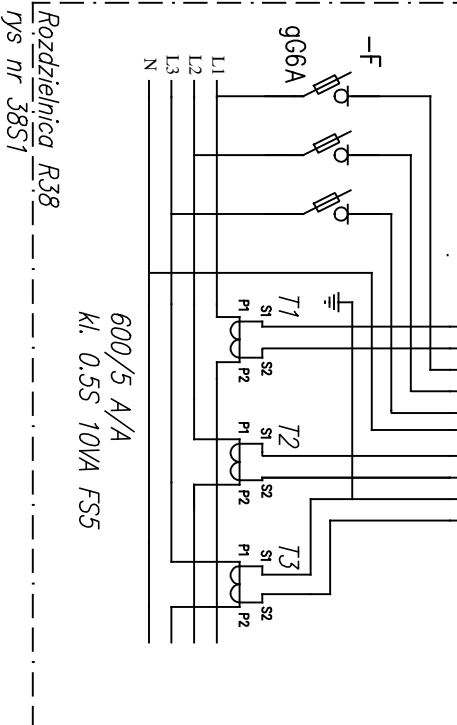 -F
gG6A
L1
L2
L3
N
T1
S1
S2
P1
P2
T2
S1
S2
P1
P2
T3
S1
S2
P1
P2
600/5 A/A
kl. 0.5S 10VA FS5
Rozdzielnica R38
rys nr 38S1